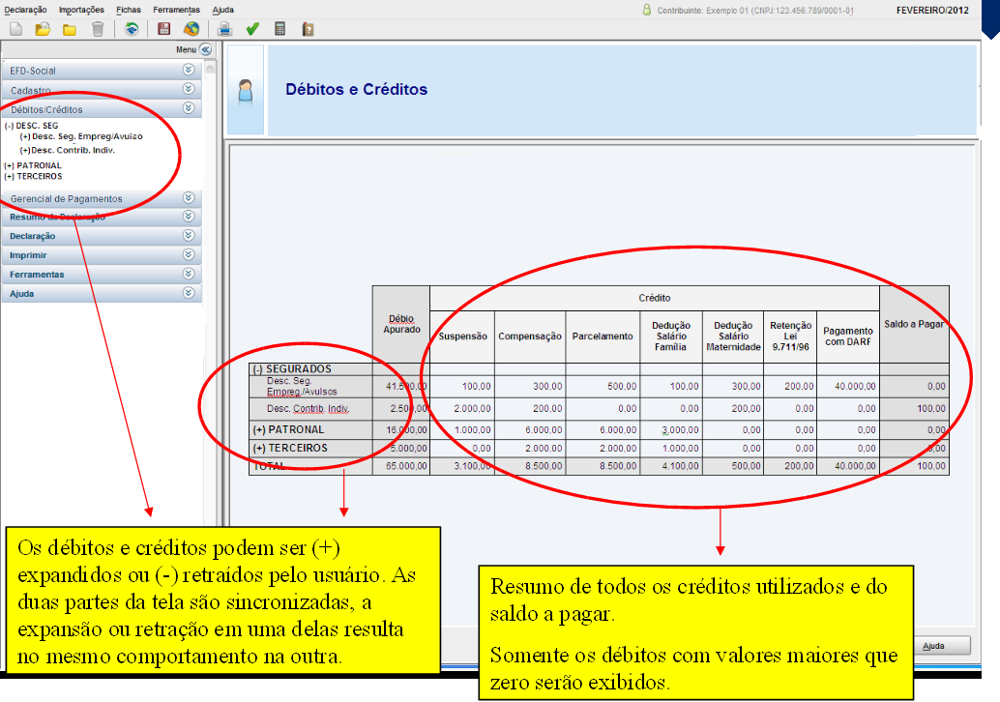 Declaração Importações Fichas Ferramentas Ajuda
Contribuinte: Exemplo 01 (CNPJ:123.456.789/0001-01
FEVEREIRO/2012
Menu
EFD-Social
Cadastro
Débitos/Créditos
(-) DESC. SEG
(+) Desc. Seg. Empreg/Avulso
(+)Desc. Contrib. Indiv.
(+) PATRONAL
(+) TERCEIROS
Gerencial de Pagamentos
Resumo da Declaração
Declaração
Imprimir
Ferramentas
Ajuda
Débitos e Créditos
Débio Apurado
Crédito
Saldo a Pagar
Suspensão Compensação Parcelamento Dedução Salário Família Dedução Salário Maternidade Retenção Lei 9.711/96 Pagamento com DARF
(-) SEGURADOS
Desc. Seg. Empreg./Avulsos 41.500,00 100,00 300,00 500,00 100,00 300,00 200,00 40.000,00 0,00
Desc. Contrib. Indiv. 2.500,00 2.000,00 200,00 0,00 0,00 200,00 0,00 0,00 100,00
(+) PATRONAL 16.000,00 1.000,00 6.000,00 6.000,00 3.000,00 0,00 0,00 0,00 0,00
(+) TERCEIROS 5.000,00 0,00 2.000,00 2.000,00 1.000,00 0,00 0,00 0,00 0,00
TOTAL 65.000,00 3.100,00 8.500,00 8.500,00 4.100,00 500,00 200,00 40.000,00 100,00
Os débitos e créditos podem ser (+)
expandidos ou (-) retraídos pelo usuário. As
duas partes da tela são sincronizadas, a
expansão ou retração em uma delas resulta
no mesmo comportamento na outra.
Resumo de todos os créditos utilizados e do
saldo a pagar.
Somente os débitos com valores maiores que
zero serão exibidos.
Ajuda